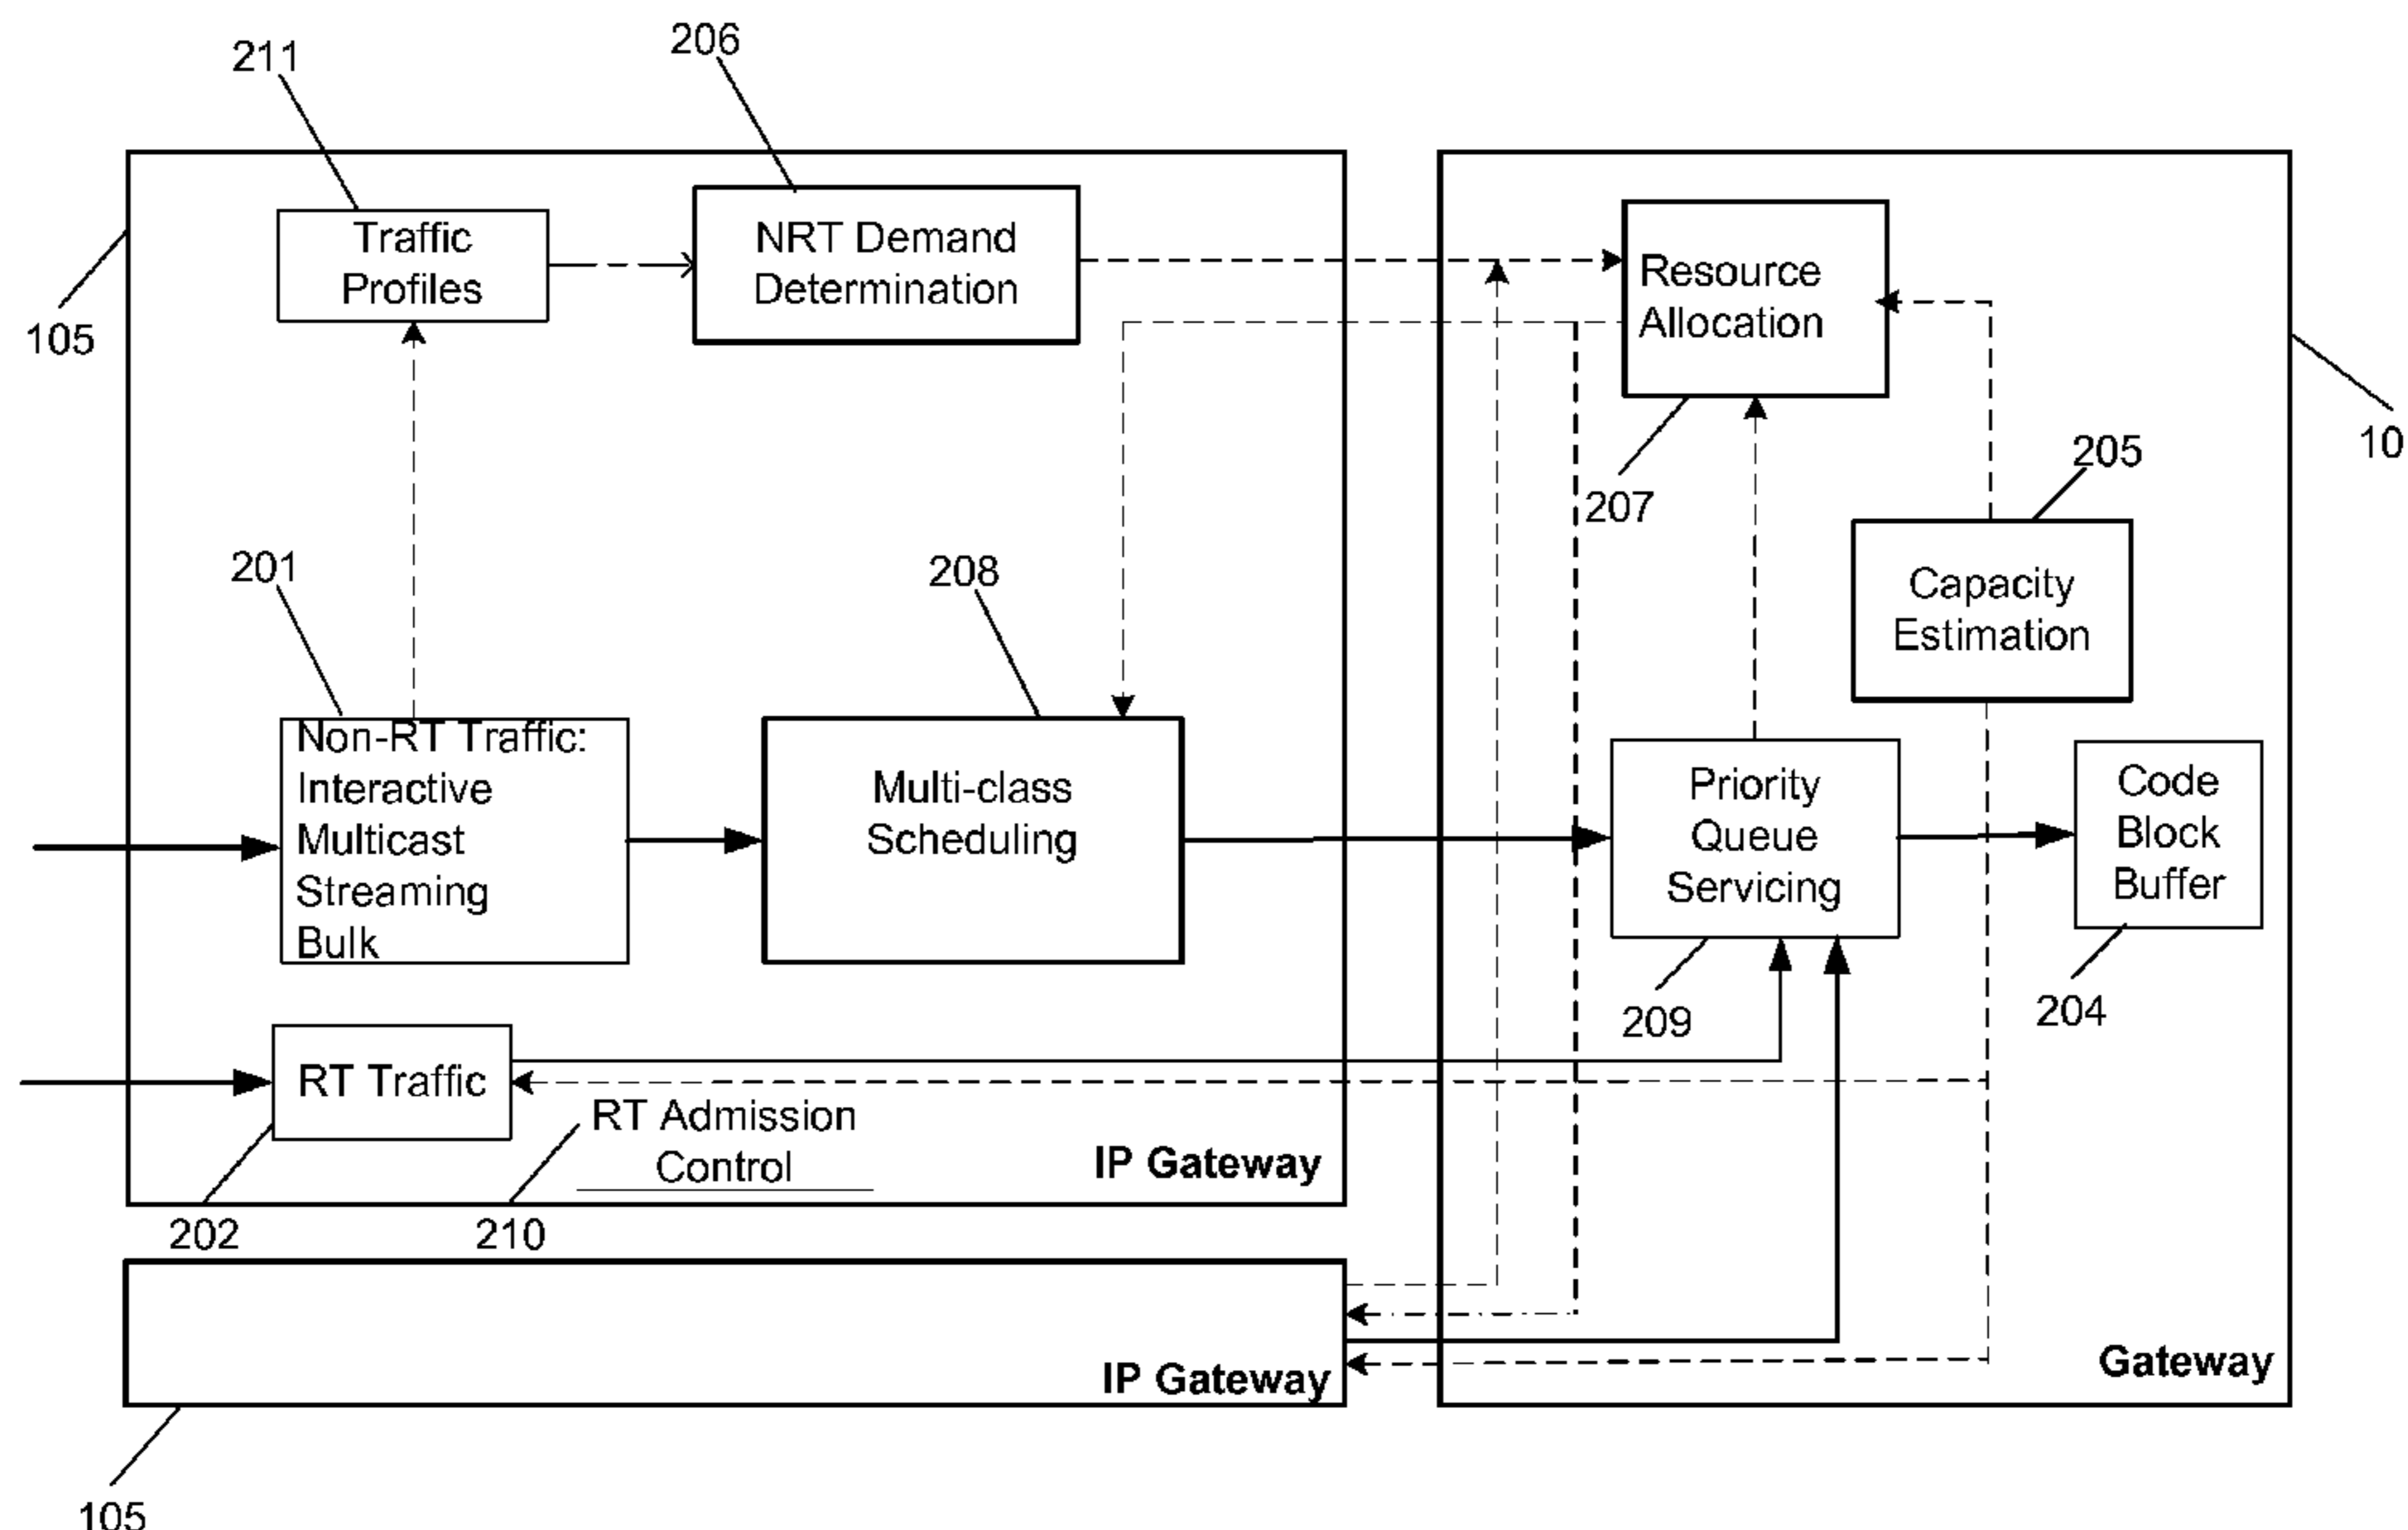 206
211
Traffic
Profiles
NRT Demand
Determination
Resource
Allocation
105
10
205
207
Capacity
Estimation
201
208
Non-RT Traffic:
Interactive
Multicast
Streaming
Bulk
Multi-class
Scheduling
Priority
Queue
Servicing
Code
Block
Buffer
209
204
RT Traffic
RT Admission
Control
IP Gateway
202
210
IP Gateway
Gateway
105